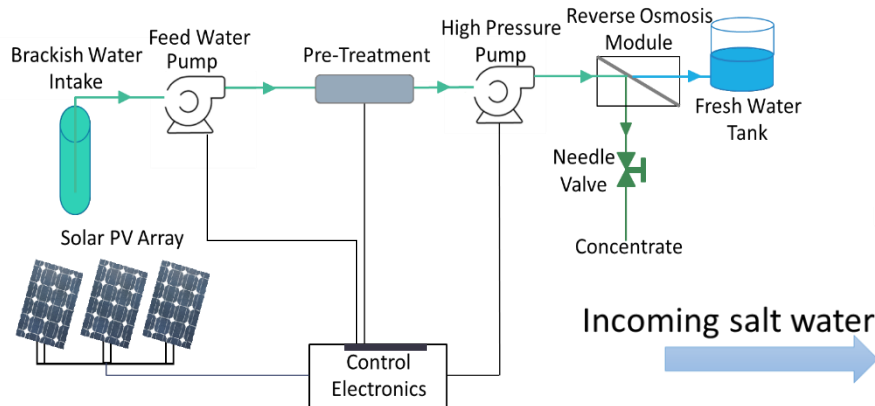 Brackish Water
Intake
Feed Water
Pump
Pre-Treatment
High Pressure
Pump
Reverse Osmosis
Module
Fresh Water
Tank
Needle
Valve
Concentrate
Solar PV Array
Control
Electronics
Incoming salt water